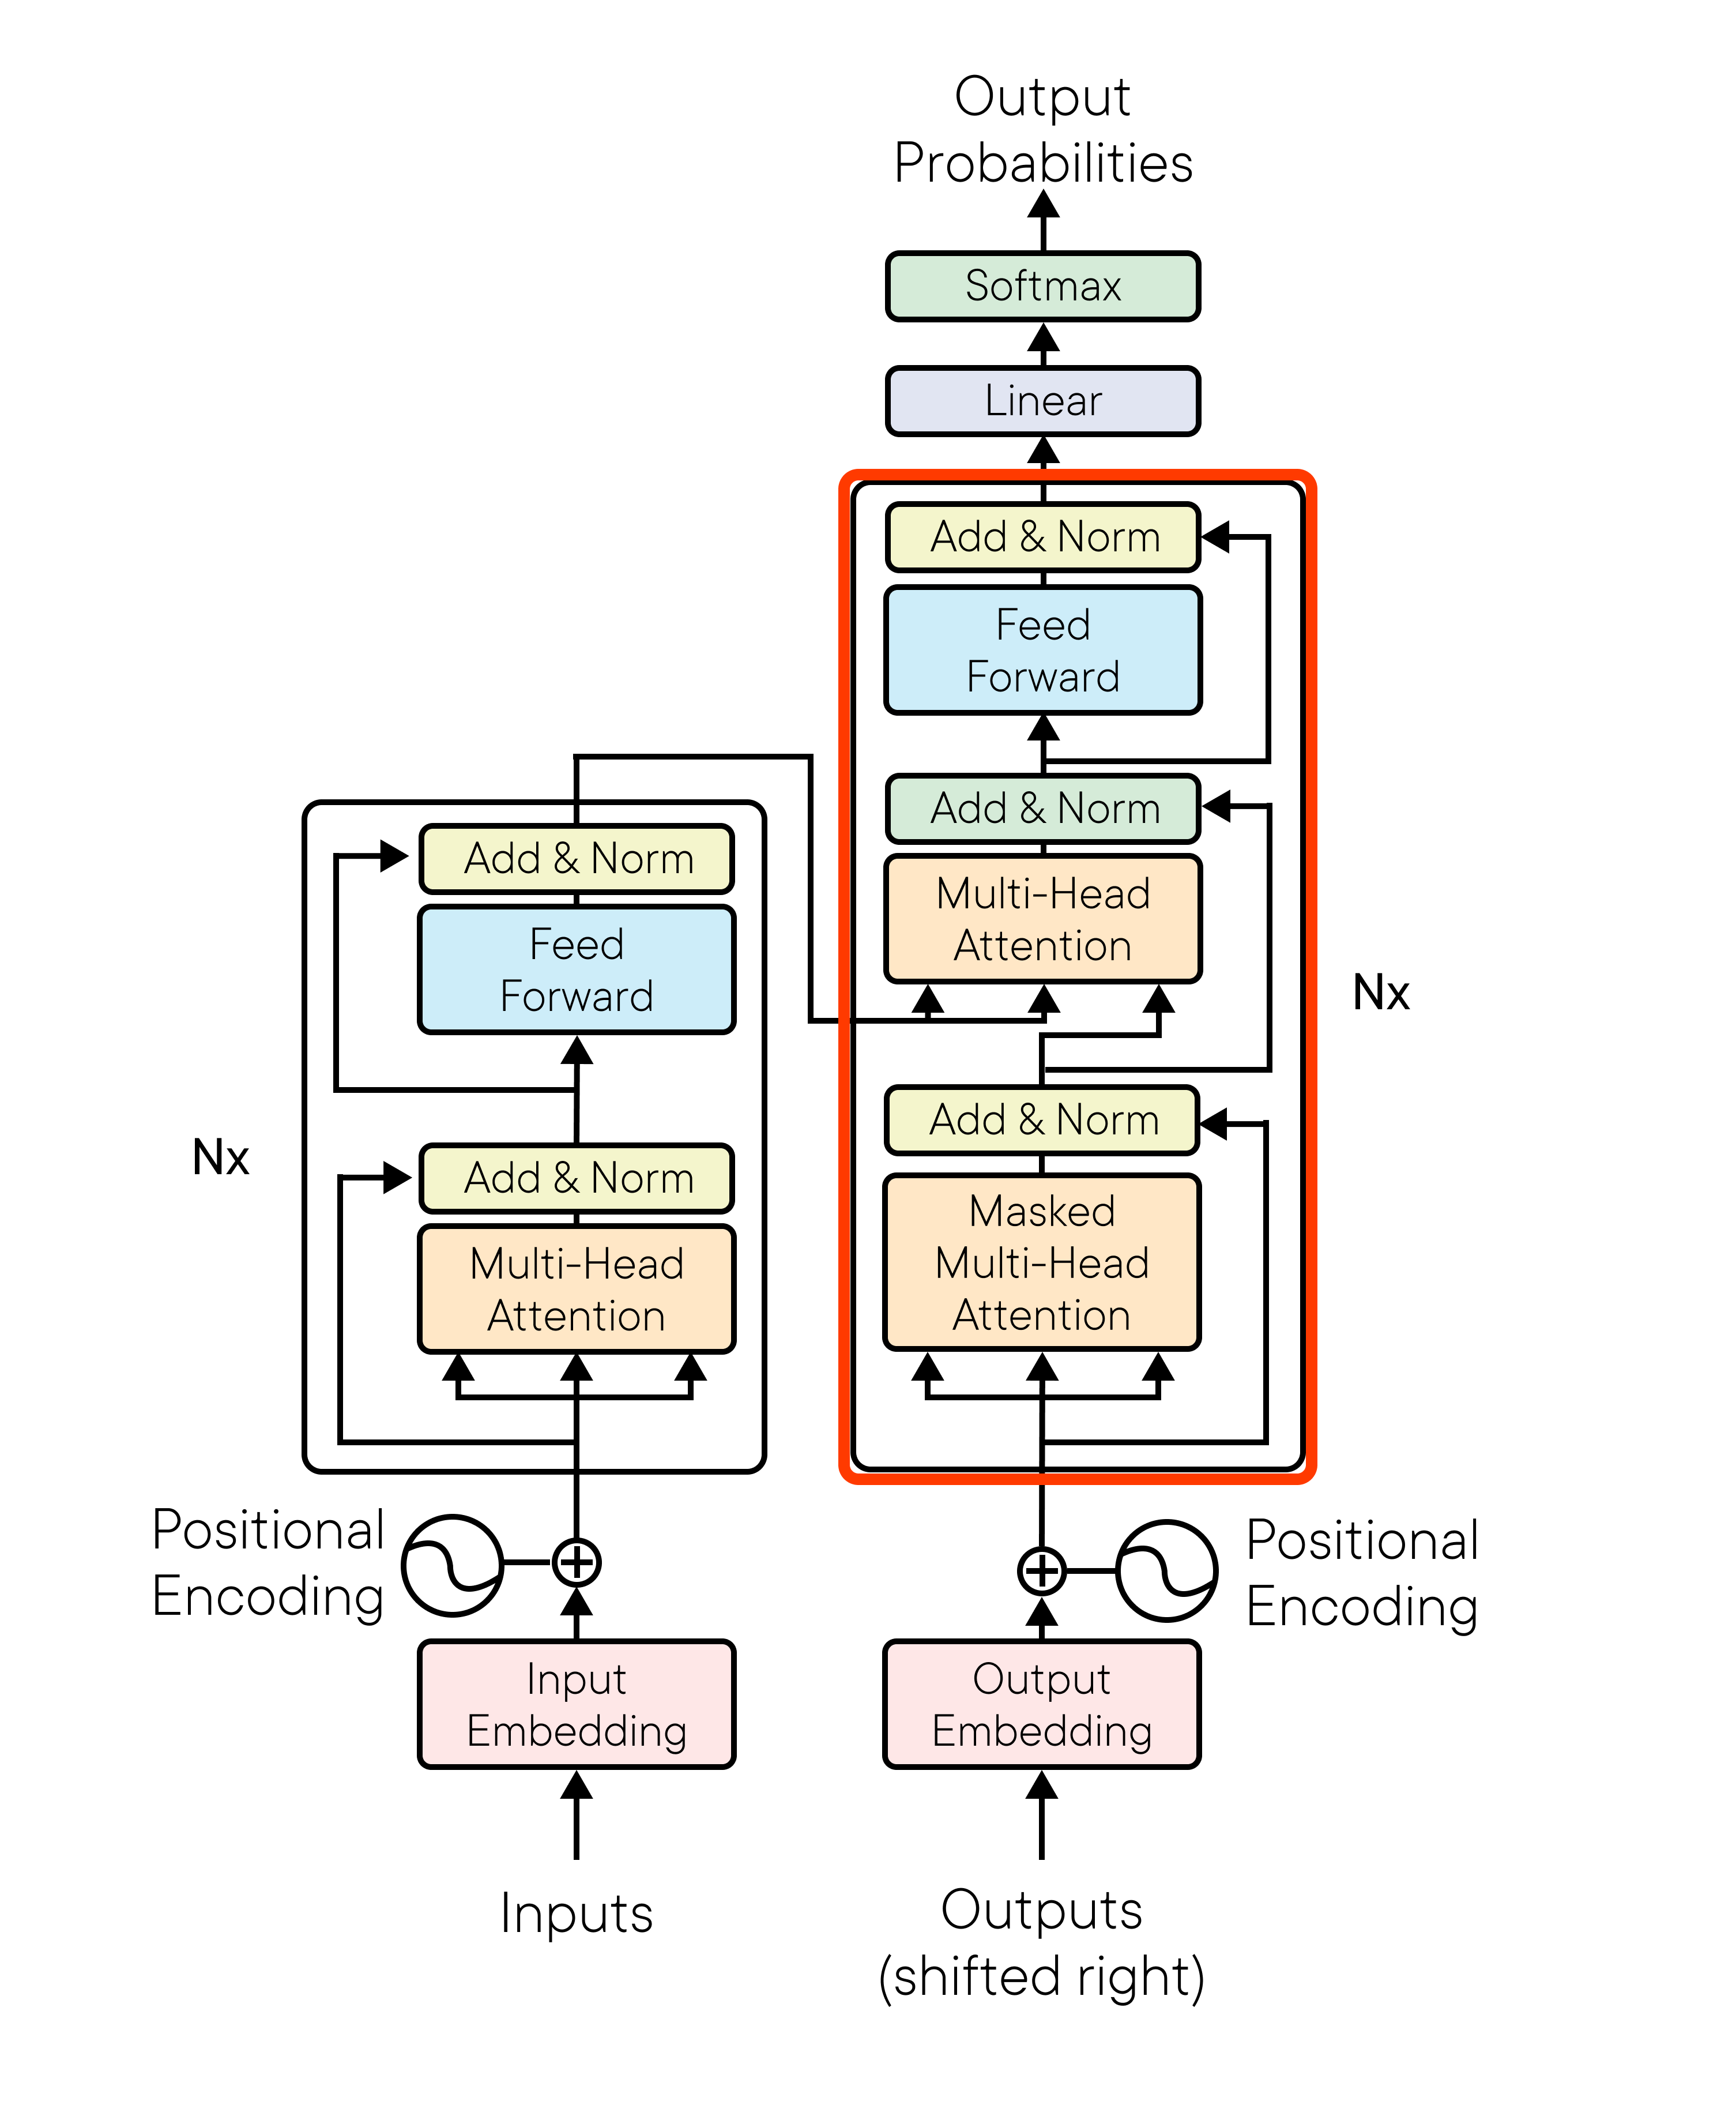 Output
Probabilities
Softmax
Linear
Add & Norm
Feed
Forward
Add & Norm
Multi-Head
Attention
Nx
Add & Norm
Masked
Multi-Head
Attention
Add & Norm
Feed
Forward
Nx
Add & Norm
Multi-Head
Attention
Positional
Encoding
Positional
Encoding
Input
Embedding
Output
Embedding
Inputs
Outputs
(shifted right)